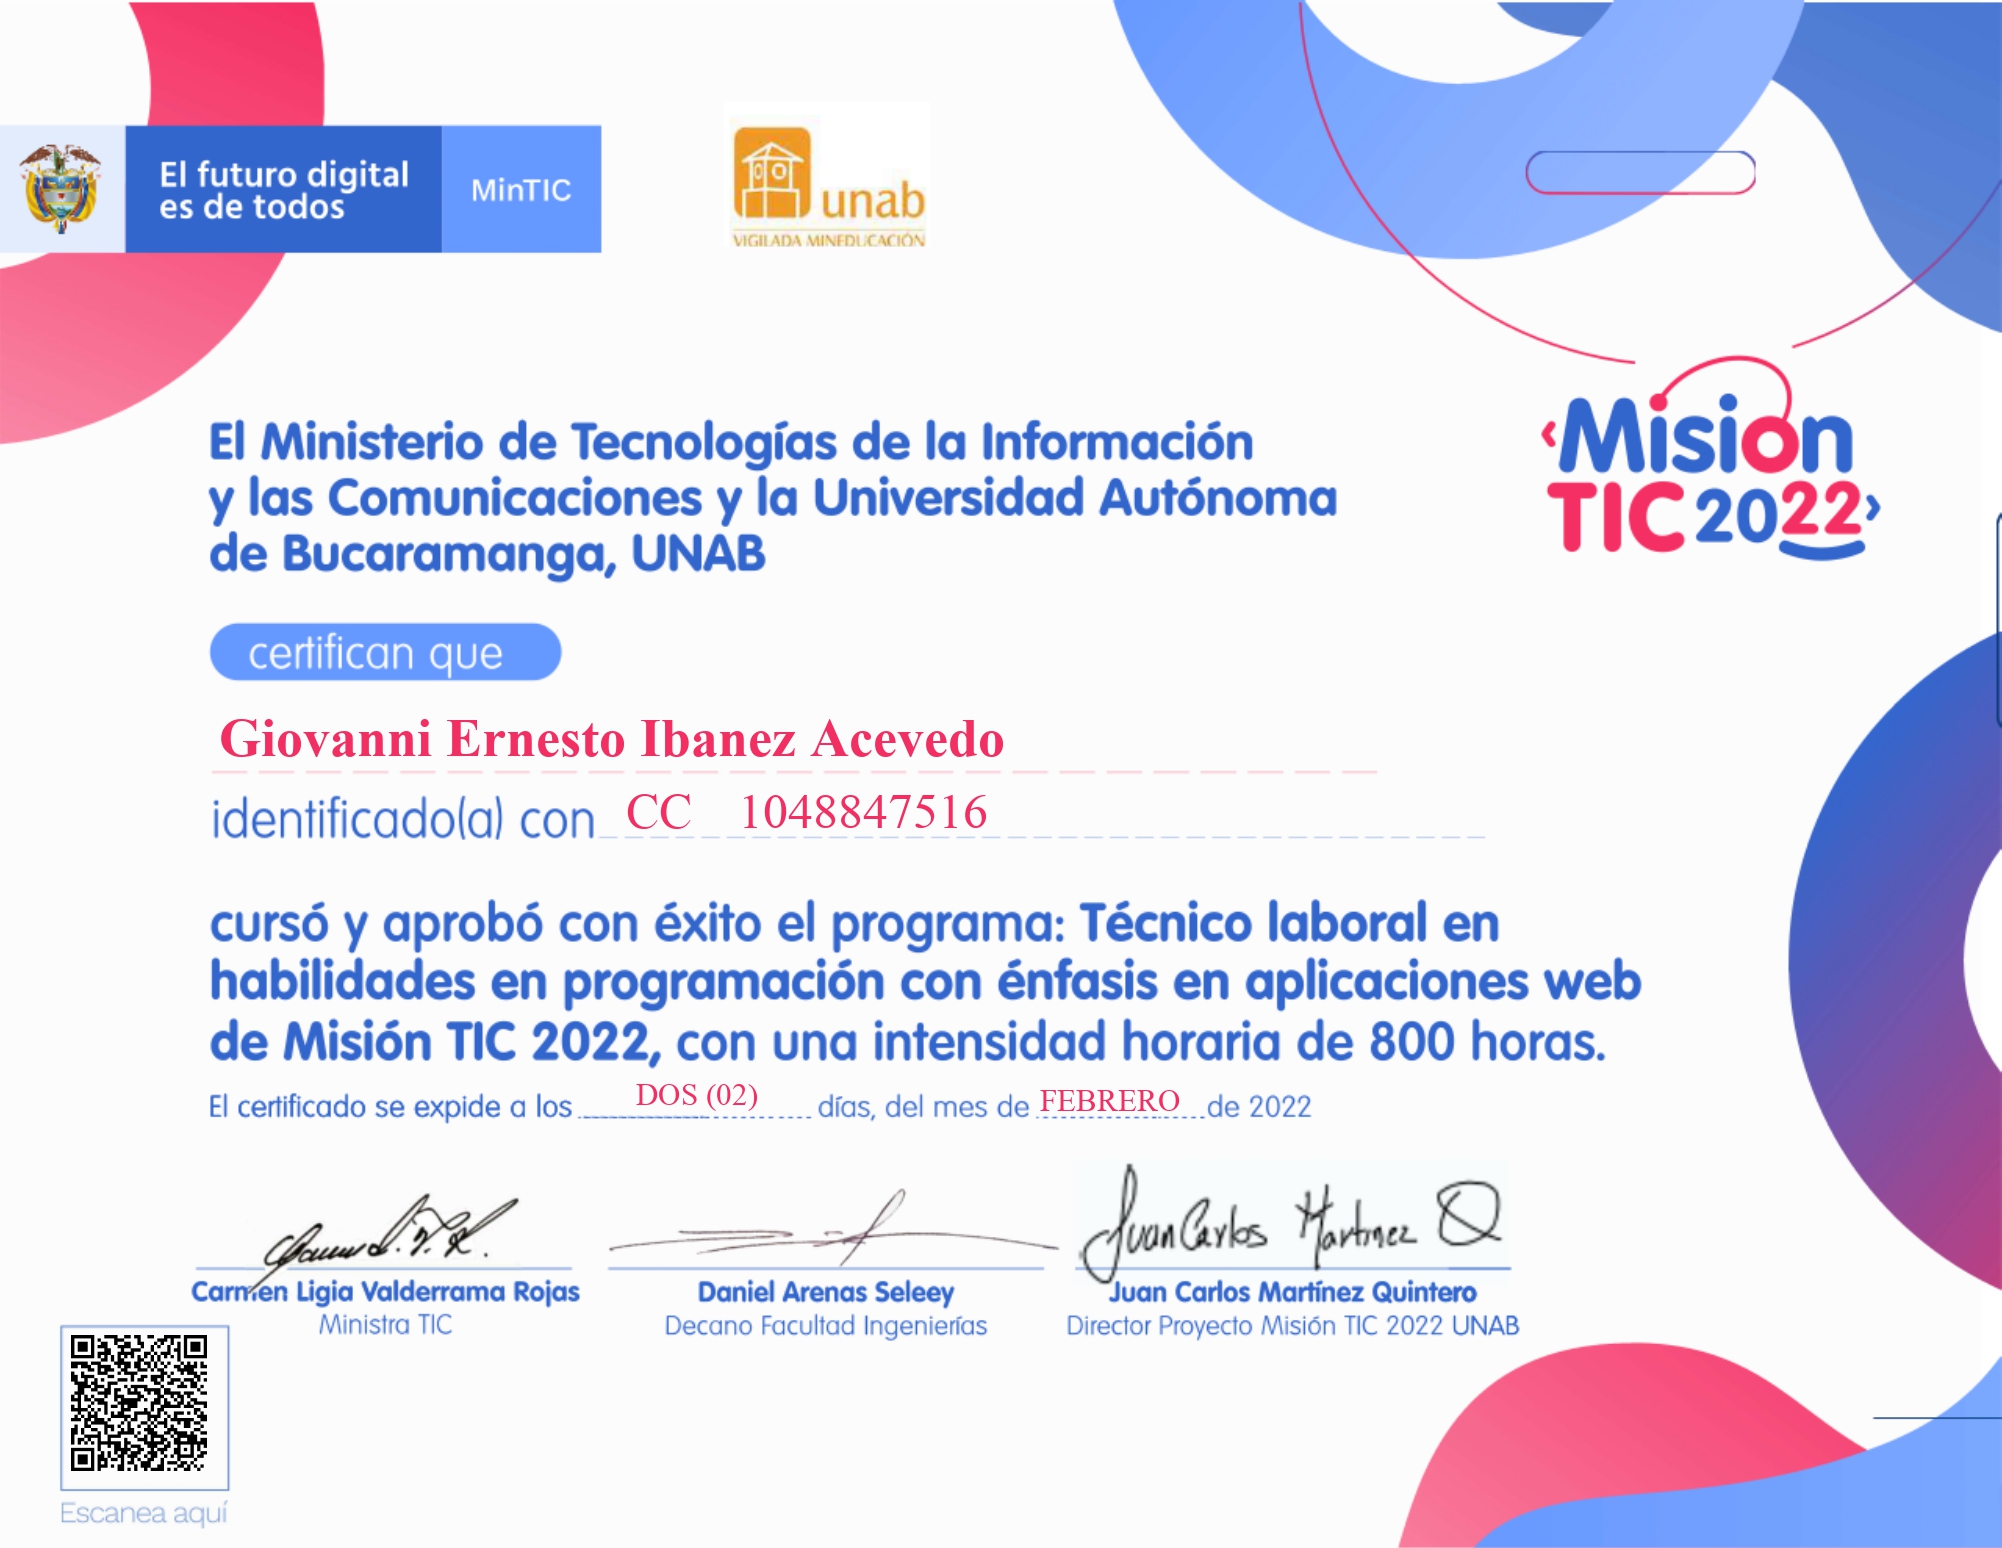 El futuro digital
es de todos
MinTIC
unab
VIGILADA MINEDUCACIÓN
El Ministerio de Tecnologías de la Información
y las Comunicaciones y la Universidad Autónoma
de Bucaramanga, UNAB
‹Misión
TIC 2022›
certifican que
Giovanni Ernesto Ibanez Acevedo
identificado(a) con CC 1048847516
cursó y aprobó con éxito el programa: Técnico laboral en
habilidades en programación con énfasis en aplicaciones web
de Misión TIC 2022, con una intensidad horaria de 800 horas.
El certificado se expide a los DOS (02) días, del mes de FEBRERO de 2022
Juan Carlos Martinez Q
Carmen Ligia Valderrama Rojas
Ministra TIC
Daniel Arenas Seleey
Decano Facultad Ingenierías
Juan Carlos Martínez Quintero
Director Proyecto Misión TIC 2022 UNAB
Escanea aquí